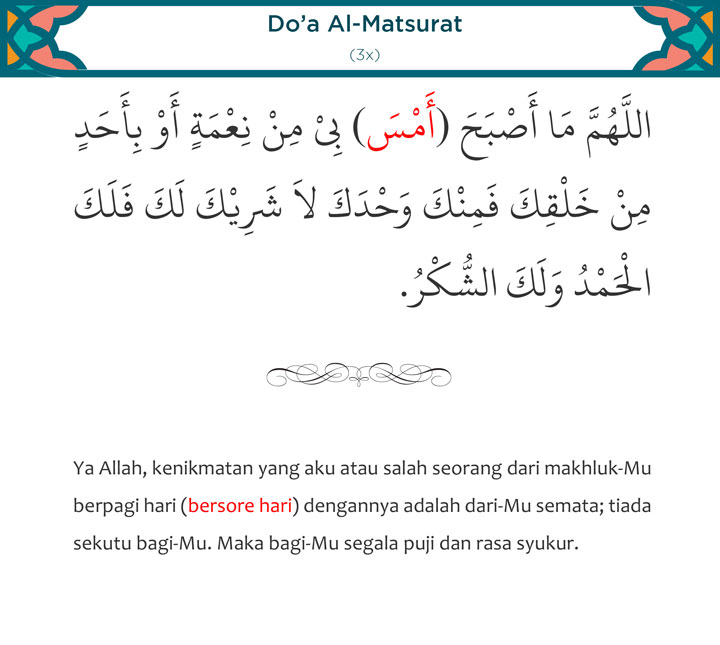 Do’a Al-Matsurat
(3x)
اللَّهُمَّ مَا أَصْبَحَ (أَمْسَ) بِيْ مِنْ نِعْمَةٍ أَوْ بِأَحَدٍ
مِنْ خَلْقِكَ فَمِنْكَ وَحْدَكَ لاَ شَرِيْكَ لَكَ فَلَكَ
الْحَمْدُ وَلَكَ الشُّكْرُ.
Ya Allah, kenikmatan yang aku atau salah seorang dari makhluk-Mu
berpagi hari (bersore hari) dengannya adalah dari-Mu semata; tiada
sekutu bagi-Mu. Maka bagi-Mu segala puji dan rasa syukur.